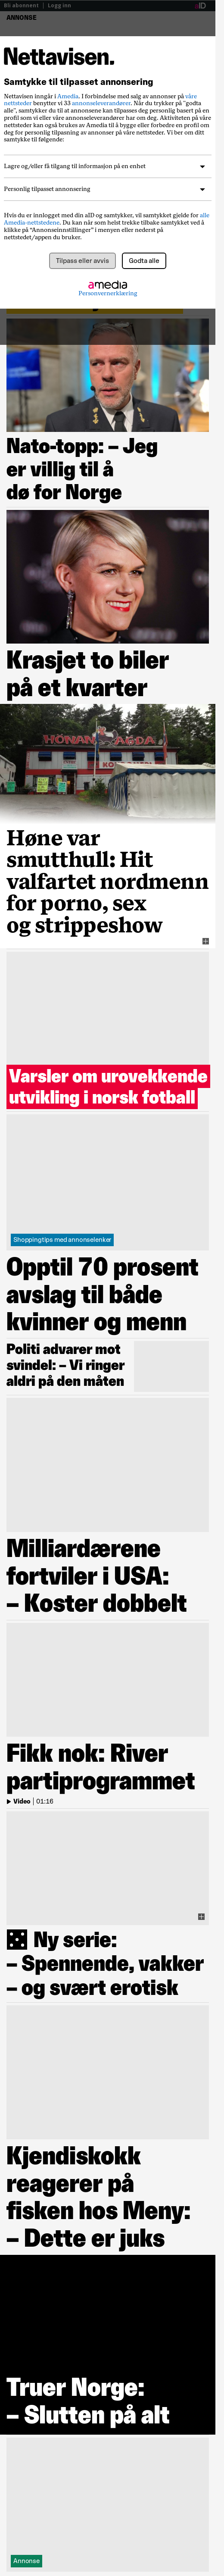 Bli abonnent | Logg inn
aID
ANNONSE
Nettavisen.
Samtykke til tilpasset annonsering
Nettavisen inngår i Amedia. I forbindelse med salg av annonser på våre
nettsteder benytter vi 33 annonseleverandører. Når du trykker på "godta
alle", samtykker du til at annonsene kan tilpasses deg personlig basert på en
profil som vi eller våre annonseleverandører har om deg. Aktiviteten på våre
nettsteder kan også brukes av Amedia til å bygge eller forbedre en profil om
deg for personlig tilpasning av annonser på våre nettsteder. Vi ber om ditt
samtykke til følgende:
Lagre og/eller få tilgang til informasjon på en enhet
Personlig tilpasset annonsering
Hvis du er innlogget med din aID og samtykker, vil samtykket gjelde for alle
Amedia-nettstedene. Du kan når som helst trekke tilbake samtykket ved å
klikke på “Annonseinnstillinger” i menyen eller nederst på
nettstedet/appen du bruker.
Tilpass eller avvis
Godta alle
amedia
Personvernerklæring
Nato-topp: – Jeg
er villig til å
dø for Norge
Krasjet to biler
på et kvarter
Høne var
smutthull: Hit
valfartet nordmenn
for porno, sex
og strippeshow
Varsler om urovekkende
utvikling i norsk fotball
Shoppingtips med annonselenker
Opptil 70 prosent
avslag til både
kvinner og menn
Politi advarer mot
svindel: – Vi ringer
aldri på den måten
Milliardærene
fortviler i USA:
– Koster dobbelt
Fikk nok: River
partiprogrammet
Video | 01:16
Ny serie:
– Spennende, vakker
– og svært erotisk
Kjendiskokk
reagerer på
fisken hos Meny:
– Dette er juks
Truer Norge:
– Slutten på alt
Annonse